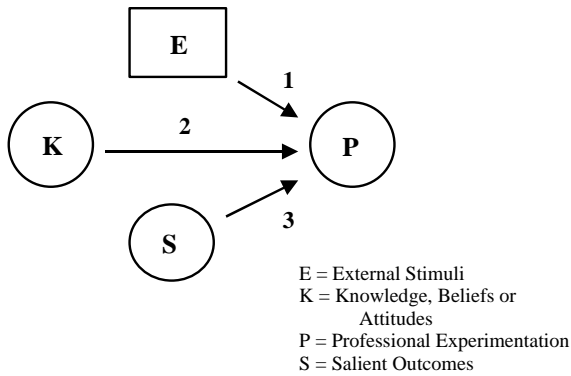 E
1
2
K
P
S
3
E = External Stimuli
K = Knowledge, Beliefs or
Attitudes
P = Professional Experimentation
S = Salient Outcomes